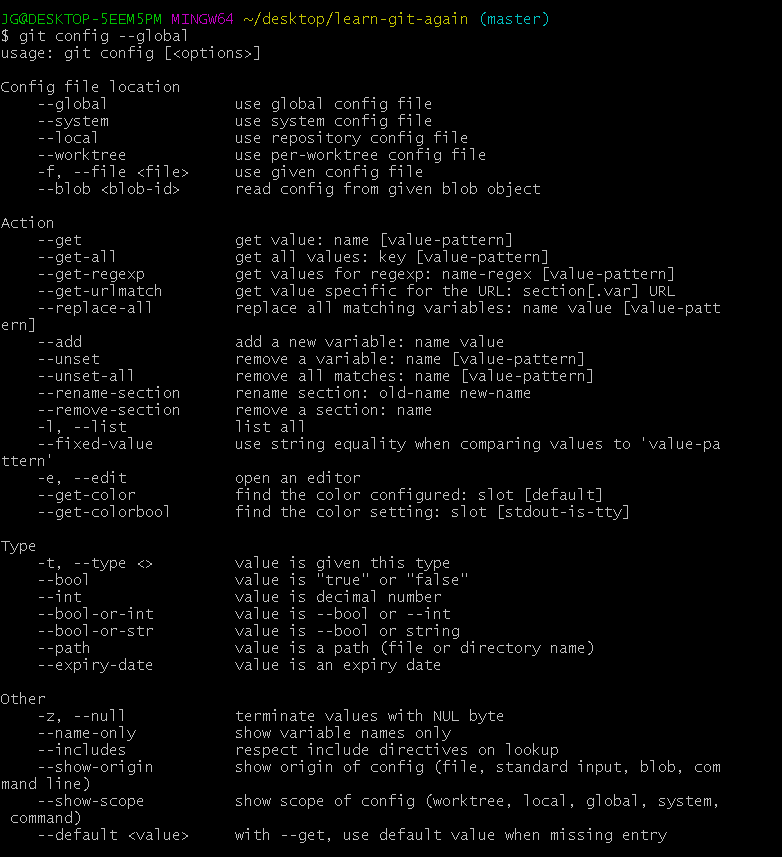 JG@DESKTOP-5EEM5PM MINGW64 ~/desktop/learn-git-again (master)
$ git config --global
usage: git config [<options>]

Config file location
    --global              use global config file
    --system              use system config file
    --local               use repository config file
    --worktree            use per-worktree config file
    -f, --file <file>     use given config file
    --blob <blob-id>      read config from given blob object

Action
    --get                 get value: name [value-pattern]
    --get-all             get all values: key [value-pattern]
    --get-regexp          get values for regexp: name-regex [value-pattern]
    --get-urlmatch        get value specific for the URL: section[.var] URL
    --replace-all         replace all matching variables: name value [value-patt
ern]
    --add                 add a new variable: name value
    --unset               remove a variable: name [value-pattern]
    --unset-all           remove all matches: name [value-pattern]
    --rename-section      rename section: old-name new-name
    --remove-section      remove a section: name
    -l, --list            list all
    --fixed-value         use string equality when comparing values to 'value-pa
ttern'
    -e, --edit            open an editor
    --get-color           find the color configured: slot [default]
    --get-colorbool       find the color setting: slot [stdout-is-tty]

Type
    -t, --type <>         value is given this type
    --bool                value is "true" or "false"
    --int                 value is decimal number
    --bool-or-int         value is --bool or --int
    --bool-or-str         value is --bool or string
    --path                value is a path (file or directory name)
    --expiry-date         value is an expiry date

Other
    -z, --null            terminate values with NUL byte
    --name-only           show variable names only
    --includes            respect include directives on lookup
    --show-origin         show origin of config (file, standard input, blob, com
mand line)
    --show-scope          show scope of config (worktree, local, global, system,
 command)
    --default <value>     with --get, use default value when missing entry